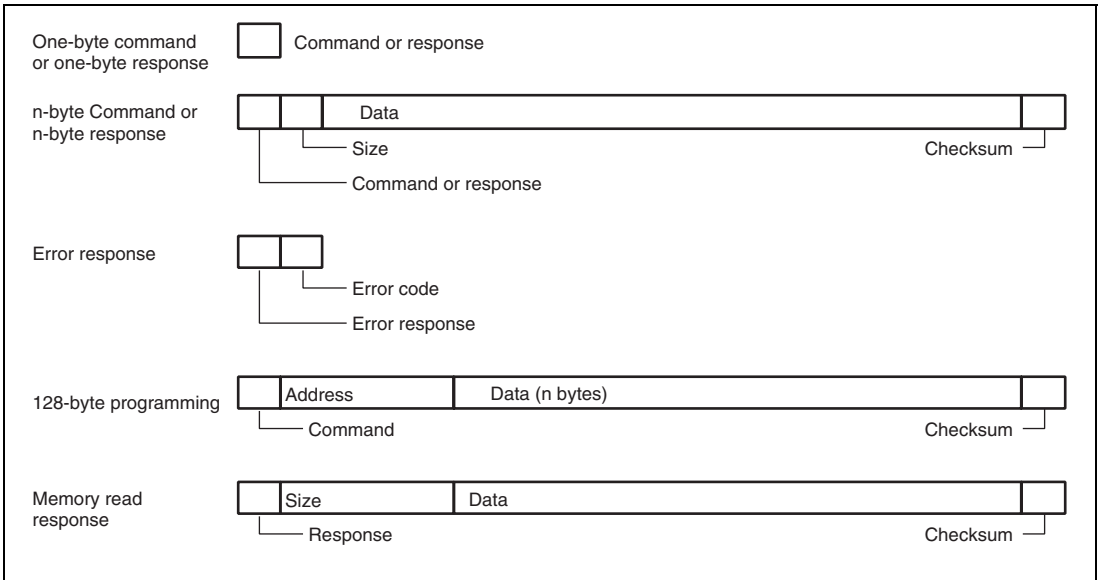 One-byte command
or one-byte response
Command or response
n-byte Command or
n-byte response
Data
Size
Checksum
Command or response
Error response
Error code
Error response
128-byte programming
Address
Data (n bytes)
Command
Checksum
Memory read
response
Size
Data
Response
Checksum